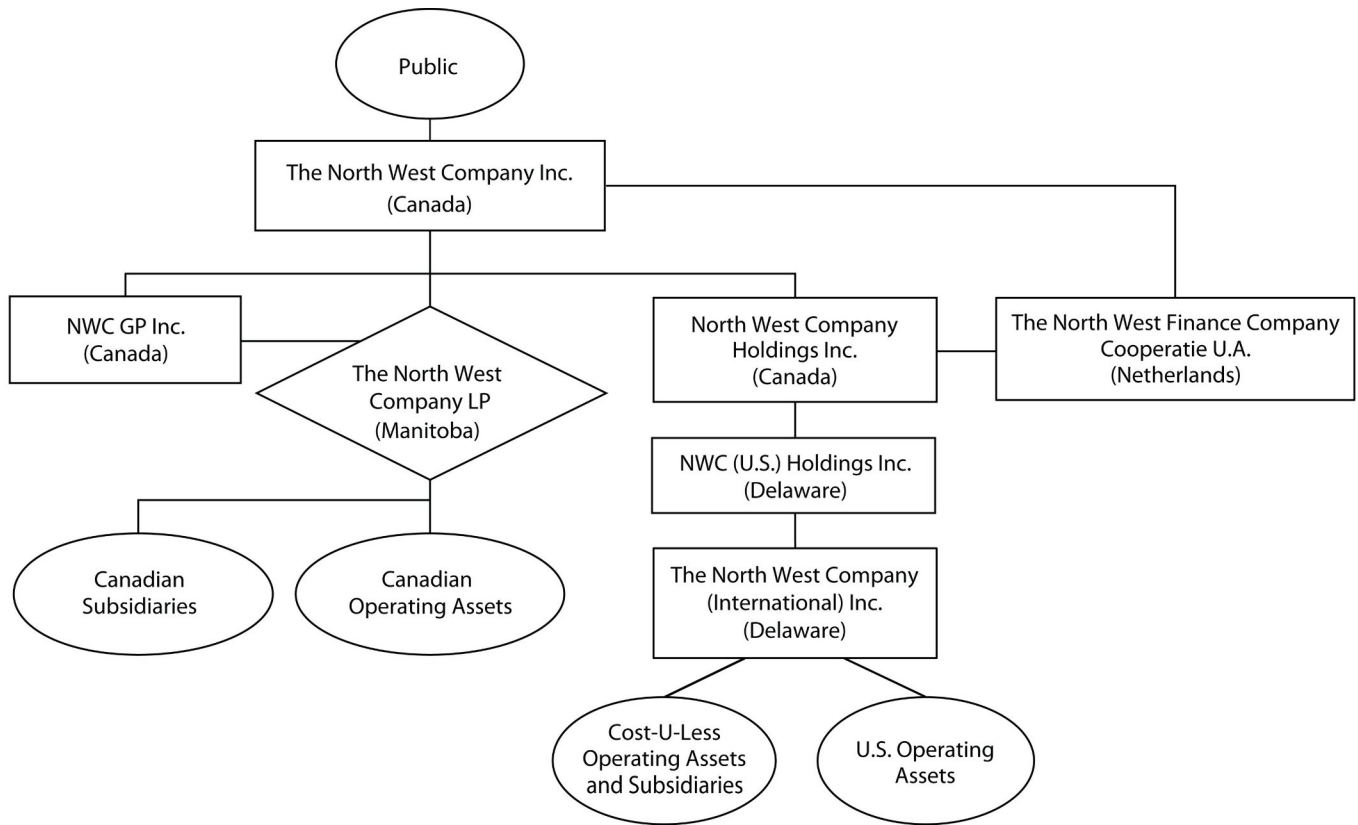 Public
The North West Company Inc.
(Canada)
NWC GP Inc.
(Canada)
The North West
Company LP
(Manitoba)
North West Company
Holdings Inc.
(Canada)
The North West Finance Company
Cooperatie U.A.
(Netherlands)
NWC (U.S.) Holdings Inc.
(Delaware)
Canadian
Subsidiaries
Canadian
Operating Assets
The North West Company
(International) Inc.
(Delaware)
Cost-U-Less
Operating Assets
and Subsidiaries
U.S. Operating
Assets